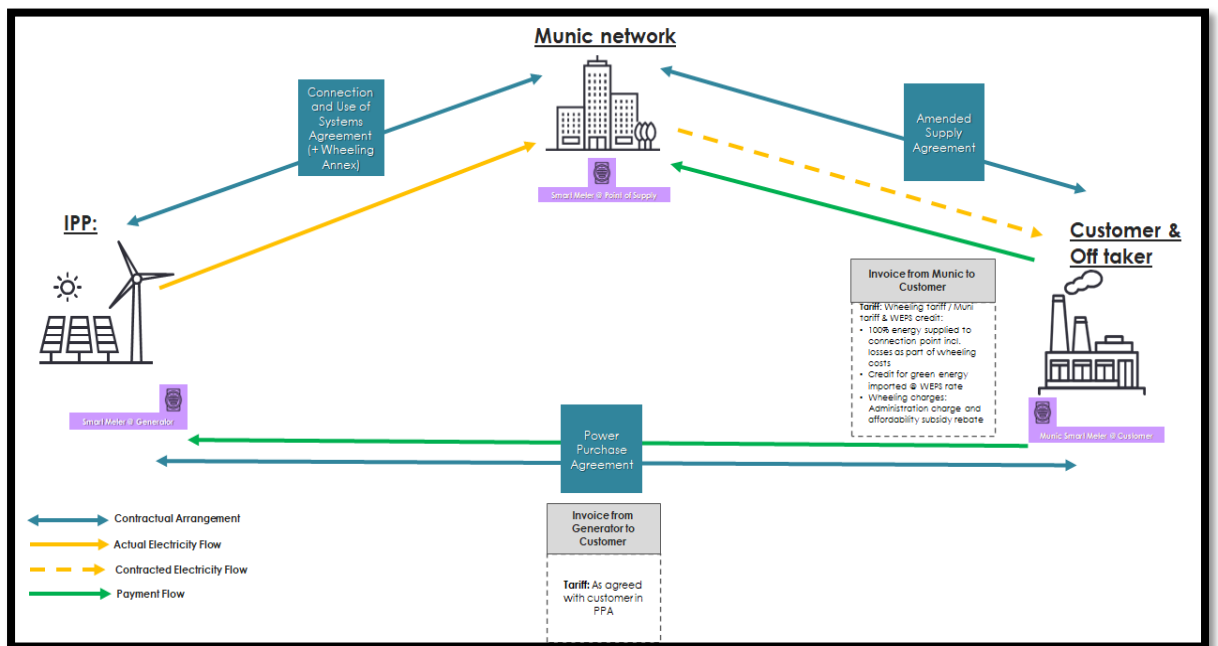 Munic network
Connection
and Use of
Systems
Agreement
(+ Wheeling
Annex)
Amended
Supply
Agreement
Smart Meter @ Point of Supply
IPP:
Customer &
Off taker
Invoice from Munic to
Customer
Tariff: Wheeling tariff / Muni
tariff & WEPS credit:
• 100% energy supplied to
connection point incl.
losses as part of wheeling
costs
• Credit for green energy
imported @ WEPS rate
• Wheeling charges:
Administration charge and
affordability subsidy rebate
Smart Meter @ Generator
Munic Smart Meter @ Customer
Power
Purchase
Agreement
Invoice from
Generator to
Customer
Tariff: As agreed
with customer in
PPA
Contractual Arrangement
Actual Electricity Flow
Contracted Electricity Flow
Payment Flow